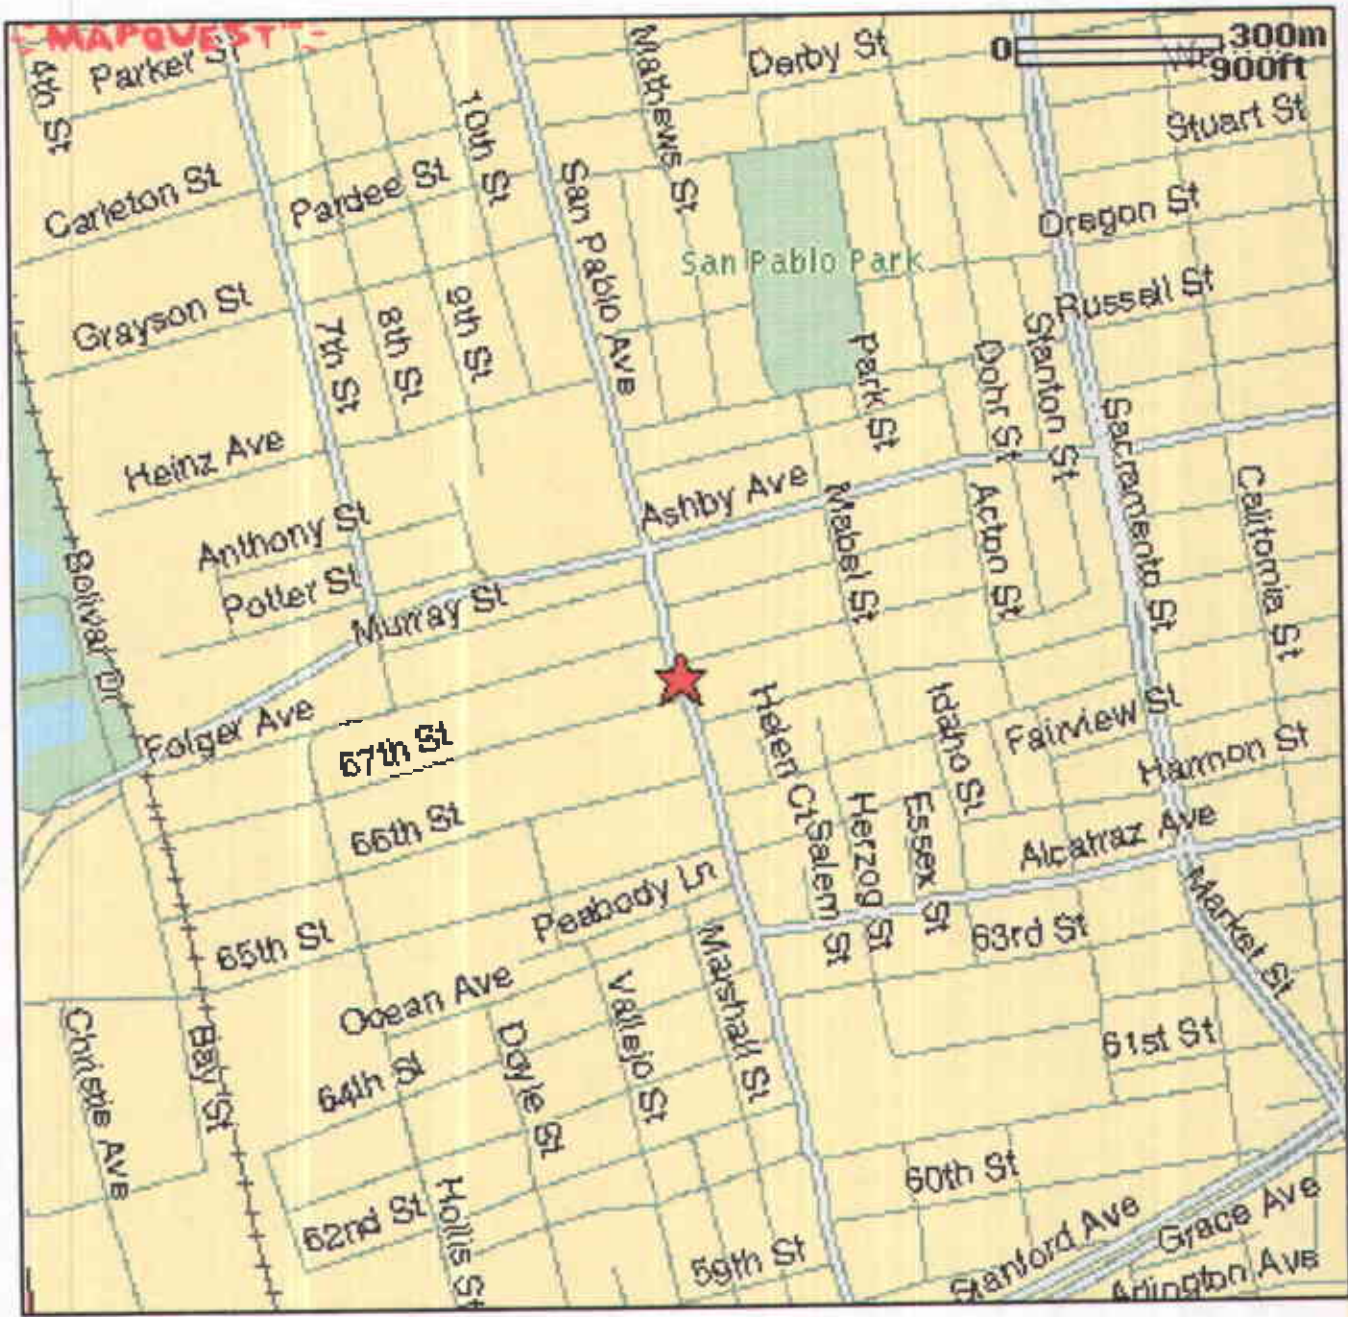 MAPQUEST
0 300m
900ft
Parker St
4th St
Derby St
Mathews St
Stuart St
10th St
Carleton St
Pardee St
San Pablo Ave
Oregon St
San Pablo Park
Russell St
Grayson St
7th St
8th St
9th St
Park St
Dohr St
Stanton St
Sacramento St
Heinz Ave
Ashby Ave
Mabel St
Acton St
California St
Anthony St
Potter St
Murray St
Bolivar Dr
Folger Ave
67th St
Helen Ct
Idaho St
Fairview St
Harmon St
66th St
Salem St
Herzog St
Essex St
Alcatraz Ave
Market St
Peabody Ln
65th St
63rd St
Ocean Ave
Marshall St
Vallejo St
Doyle St
Christie Ave
Bay St
64th St
61st St
60th St
62nd St
Hollis St
59th St
Stanford Ave
Grace Ave
Arlington Ave